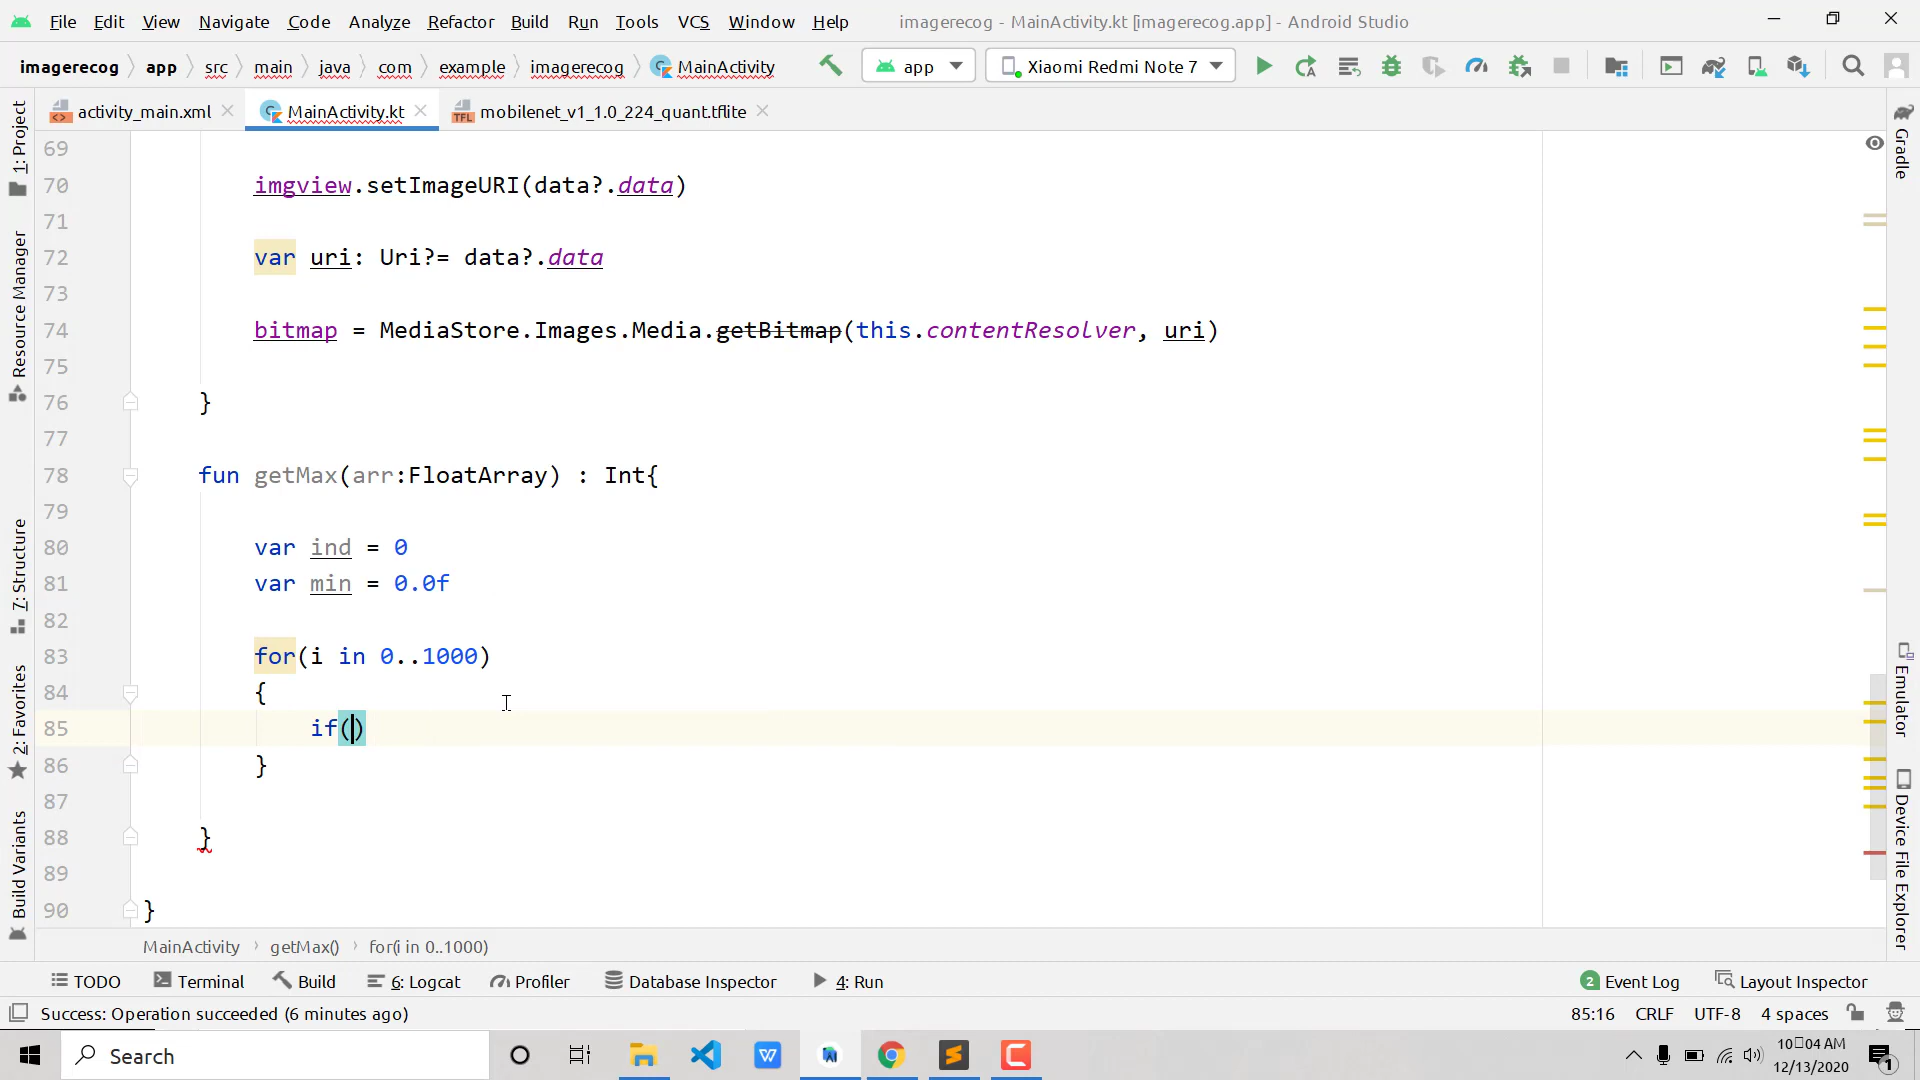 File Edit View Navigate Code Analyze Refactor Build Run Tools VCS Window Help imagerecog - MainActivity.kt [imagerecog.app] - Android Studio
imagerecog app src main java com example imagerecog MainActivity app Xiaomi Redmi Note 7
activity_main.xml MainActivity.kt mobilenet_v1_1.0_224_quant.tflite
1: Project
Resource Manager
7: Structure
2: Favorites
Build Variants
69
70 imgview.setImageURI(data?.data)
71
72 var uri: Uri?= data?.data
73
74 bitmap = MediaStore.Images.Media.getBitmap(this.contentResolver, uri)
75
76 }
77
78 fun getMax(arr:FloatArray) : Int{
79
80 var ind = 0
81 var min = 0.0f
82
83 for(i in 0..1000)
84 {
85 if()
86 }
87
88 }
89
90 }
Gradle
Emulator
Device File Explorer
MainActivity getMax() for(i in 0..1000)
TODO Terminal Build 6: Logcat Profiler Database Inspector 4: Run 2 Event Log Layout Inspector
Success: Operation succeeded (6 minutes ago) 85:16 CRLF UTF-8 4 spaces
Search 10:04 AM
12/13/2020 1